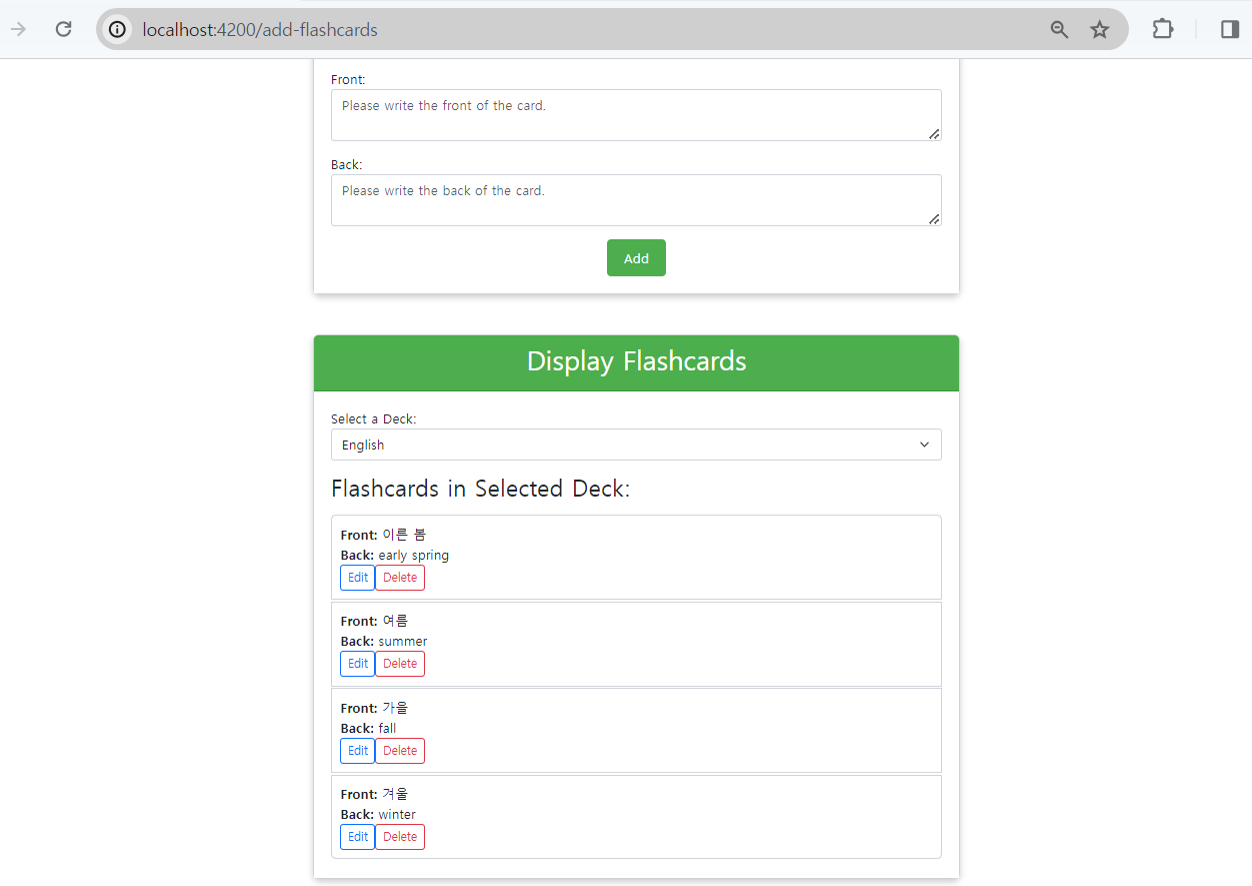 localhost:4200/add-flashcards
Front:
Please write the front of the card.
Back:
Please write the back of the card.
Add
Display Flashcards
Select a Deck:
English
Flashcards in Selected Deck:
Front: 이른 봄
Back: early spring
Edit Delete
Front: 여름
Back: summer
Edit Delete
Front: 가을
Back: fall
Edit Delete
Front: 겨울
Back: winter
Edit Delete